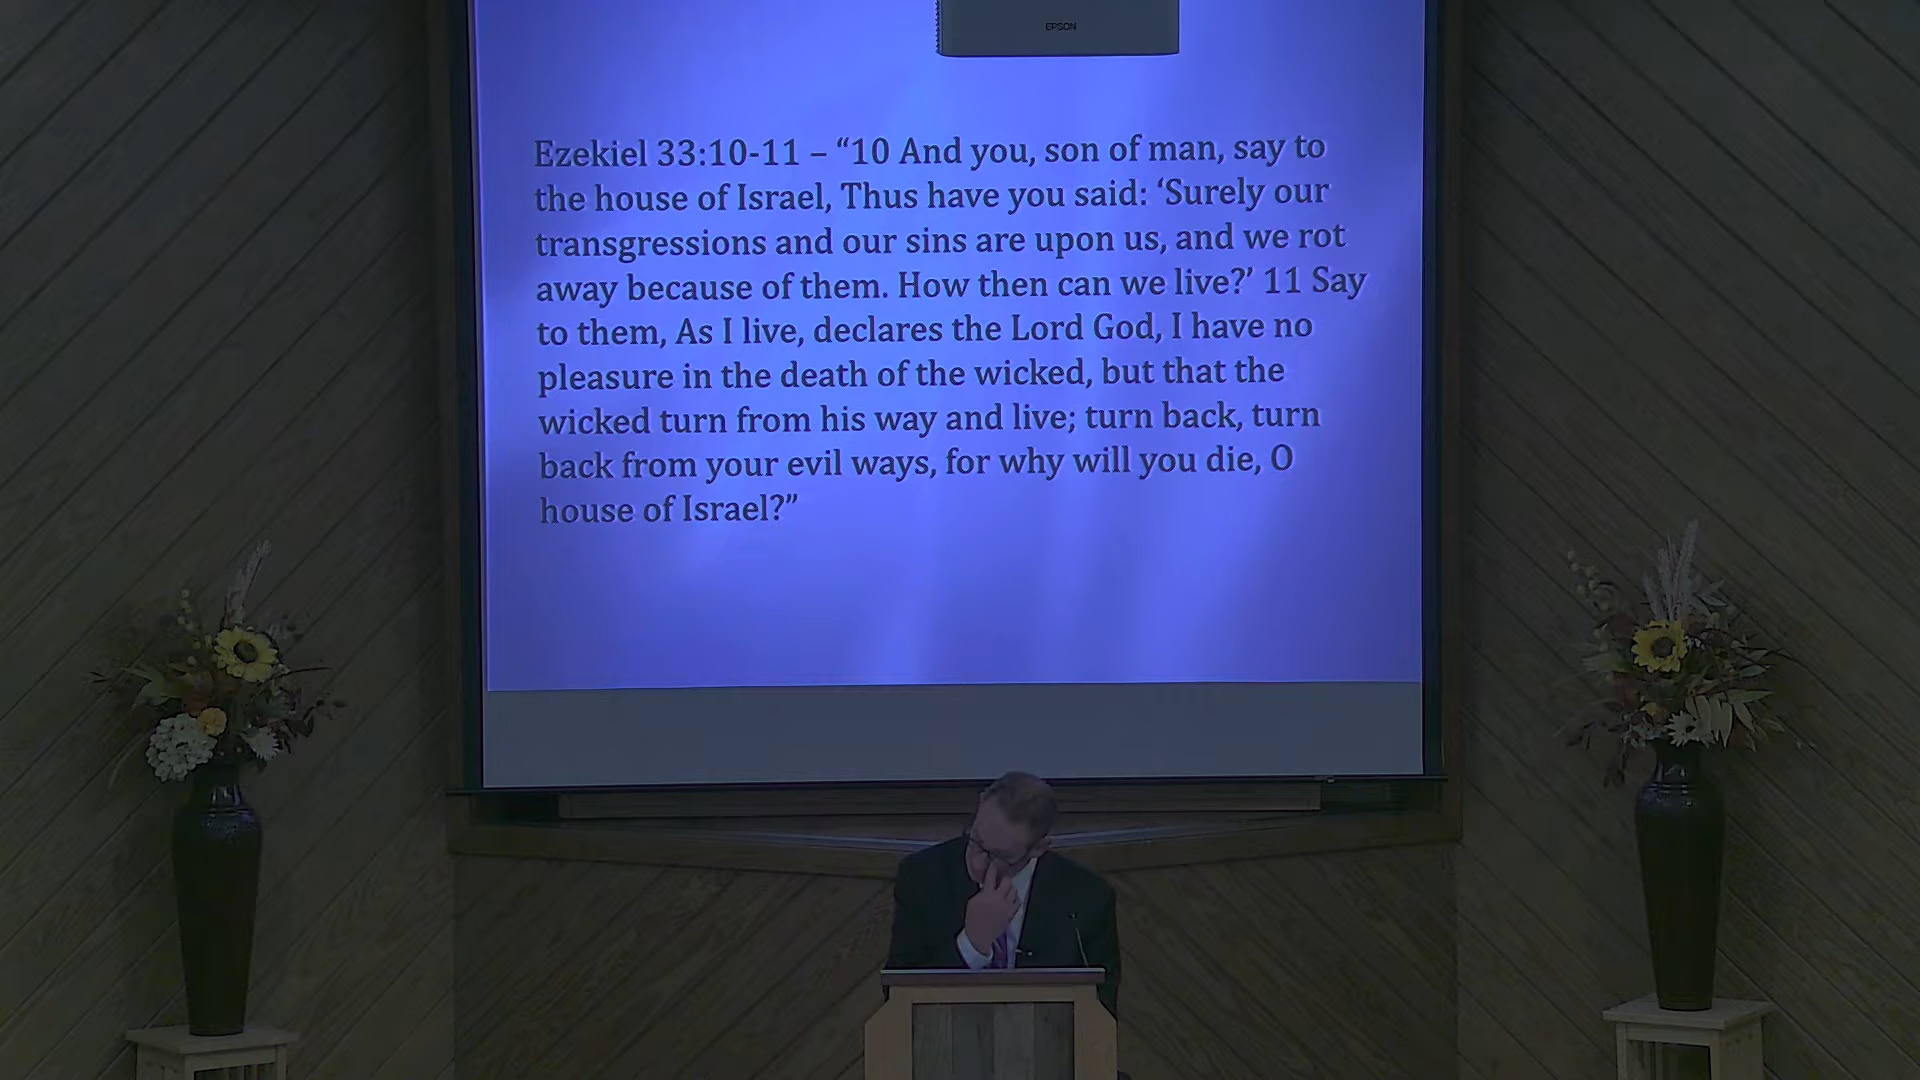 EPSON
Ezekiel 33:10-11 – “10 And you, son of man, say to
the house of Israel, Thus have you said: ‘Surely our
transgressions and our sins are upon us, and we rot
away because of them. How then can we live?’ 11 Say
to them, As I live, declares the Lord God, I have no
pleasure in the death of the wicked, but that the
wicked turn from his way and live; turn back, turn
back from your evil ways, for why will you die, O
house of Israel?”